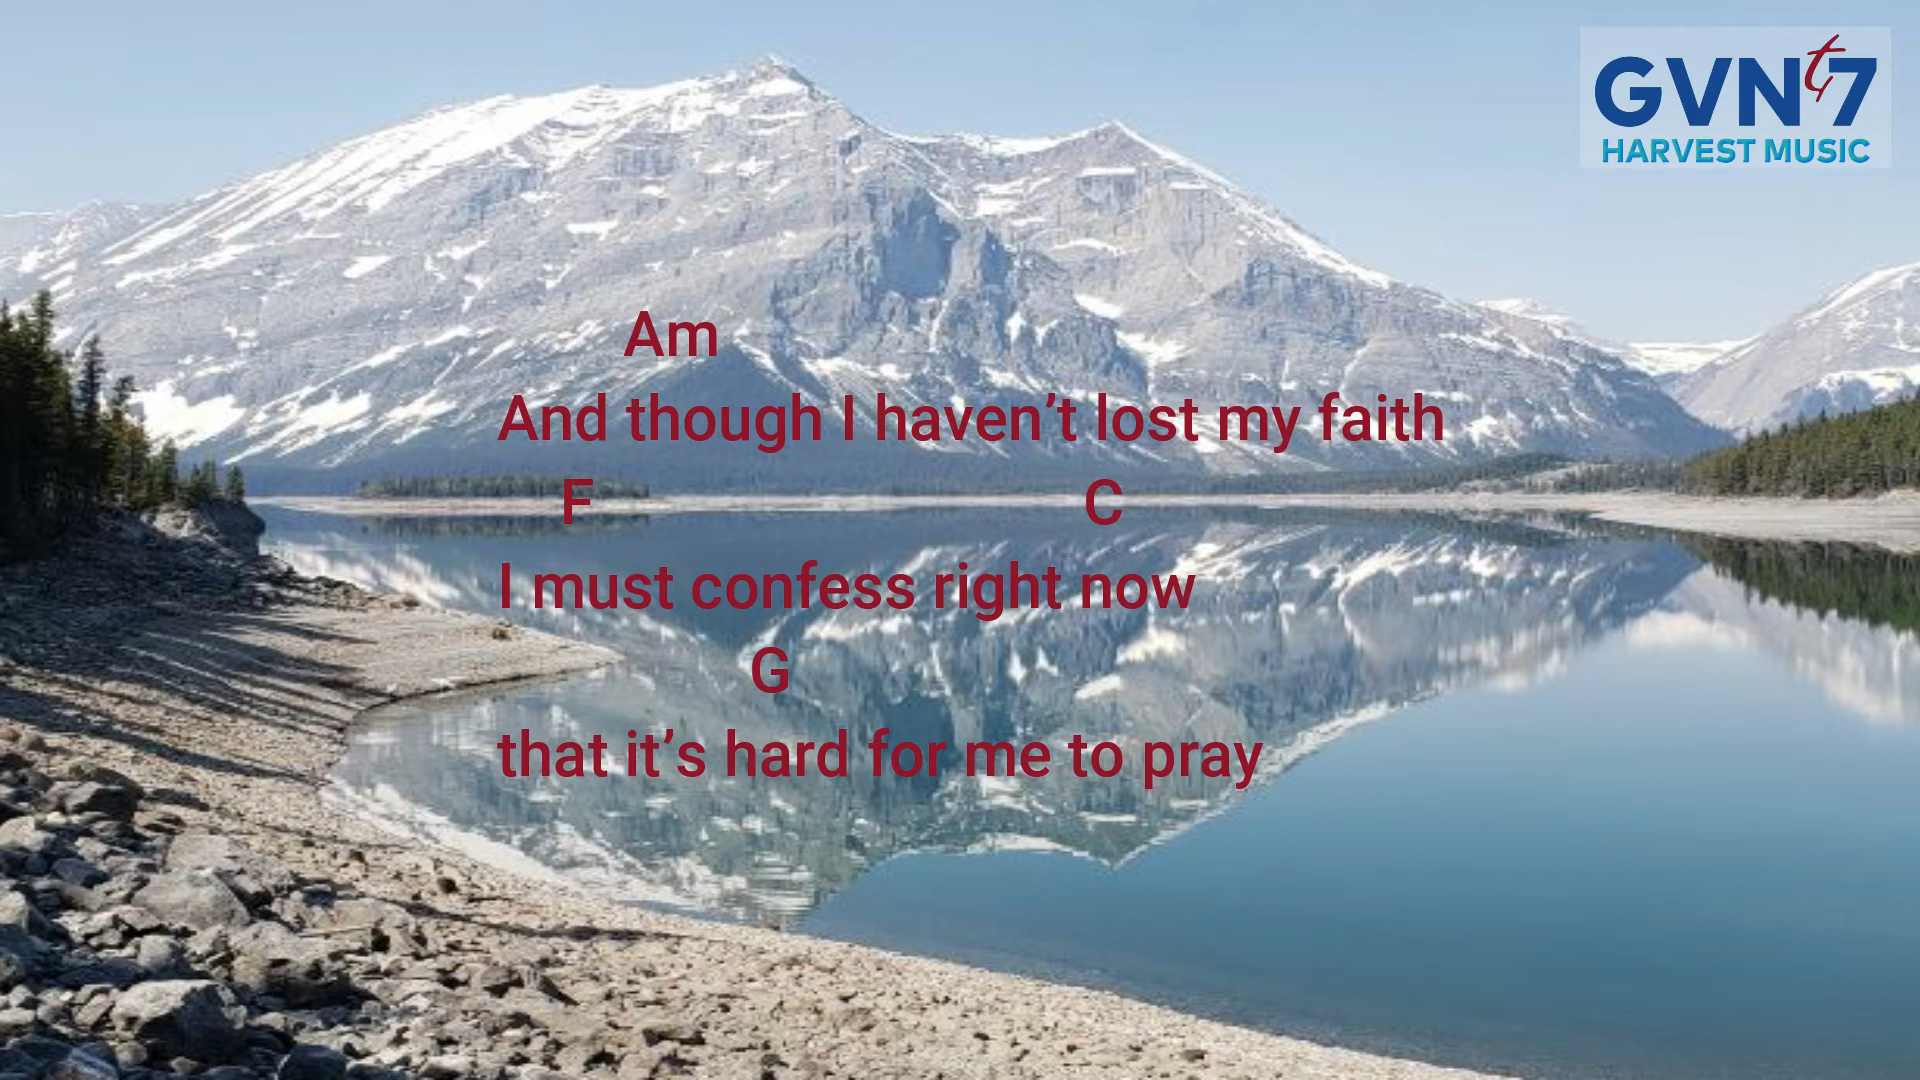 GVNt7
HARVEST MUSIC
Am
And though I haven’t lost my faith
F C
I must confess right now
G
that it’s hard for me to pray